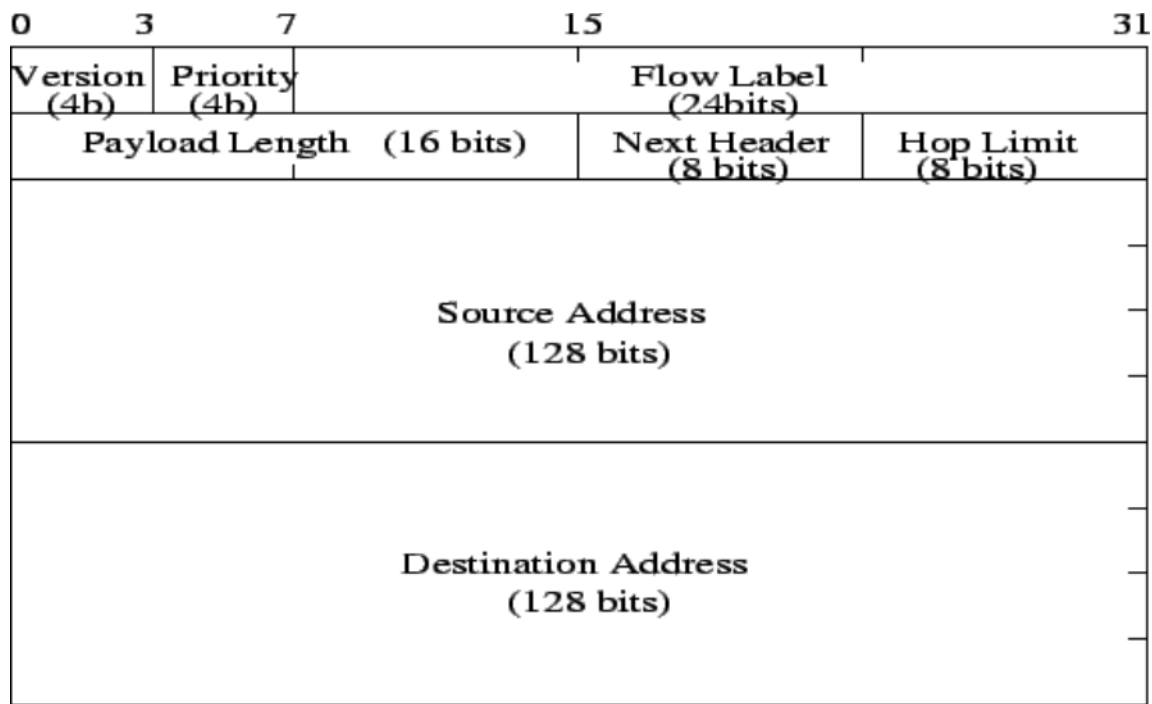 0 3 7 15 31
Version Priority Flow Label
(4b) (4b) (24bits)
Payload Length (16 bits) Next Header Hop Limit
(8 bits) (8 bits)
Source Address
(128 bits)
Destination Address
(128 bits)